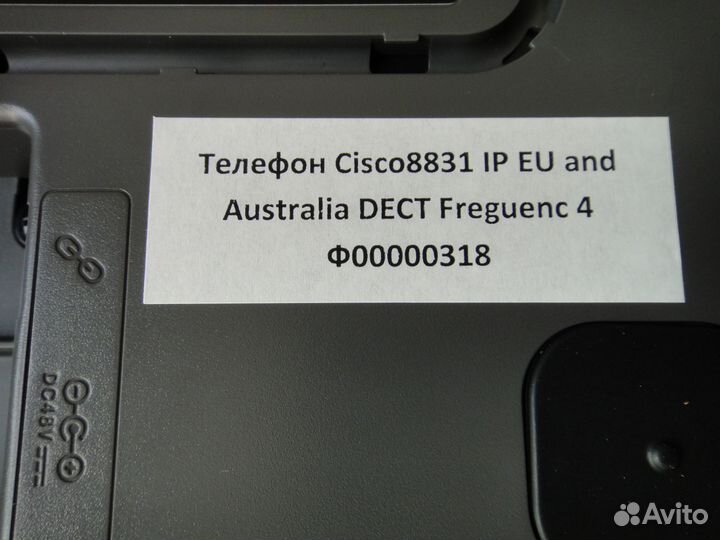 Телефон Cisco8831 IP EU and
Australia DECT Freguenc 4
Ф00000318
DC48V
Avito